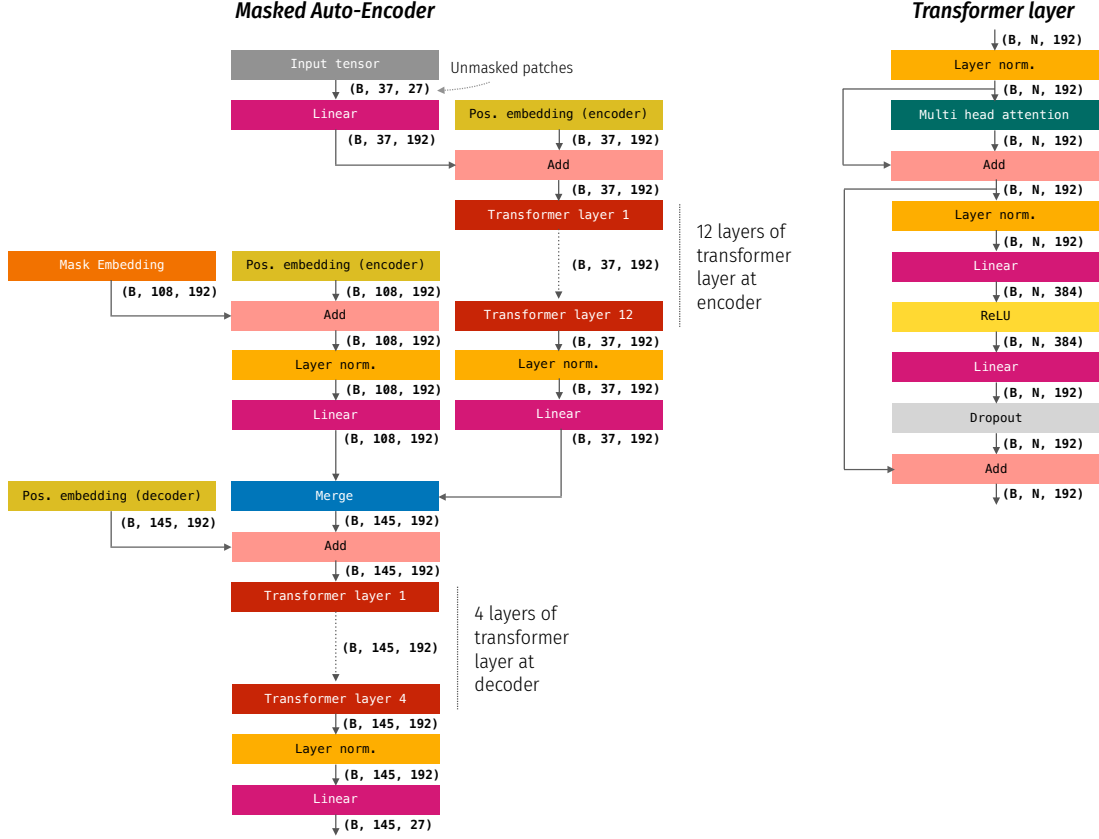 Masked Auto-Encoder
Input tensor
Unmasked patches
(B, 37, 27)
Linear
Pos. embedding (encoder)
(B, 37, 192)
(B, 37, 192)
Add
(B, 37, 192)
Transformer layer 1
12 layers of
transformer
layer at
encoder
(B, 37, 192)
Mask Embedding
Pos. embedding (encoder)
(B, 108, 192)
(B, 108, 192)
Add
Transformer layer 12
(B, 108, 192)
(B, 37, 192)
Layer norm.
Layer norm.
(B, 108, 192)
(B, 37, 192)
Linear
Linear
(B, 108, 192)
(B, 37, 192)
Pos. embedding (decoder)
Merge
(B, 145, 192)
(B, 145, 192)
Add
(B, 145, 192)
Transformer layer 1
4 layers of
transformer
layer at
decoder
(B, 145, 192)
Transformer layer 4
(B, 145, 192)
Layer norm.
(B, 145, 192)
Linear
(B, 145, 27)
Transformer layer
(B, N, 192)
Layer norm.
(B, N, 192)
Multi head attention
(B, N, 192)
Add
(B, N, 192)
Layer norm.
(B, N, 192)
Linear
(B, N, 384)
ReLU
(B, N, 384)
Linear
(B, N, 192)
Dropout
(B, N, 192)
Add
(B, N, 192)